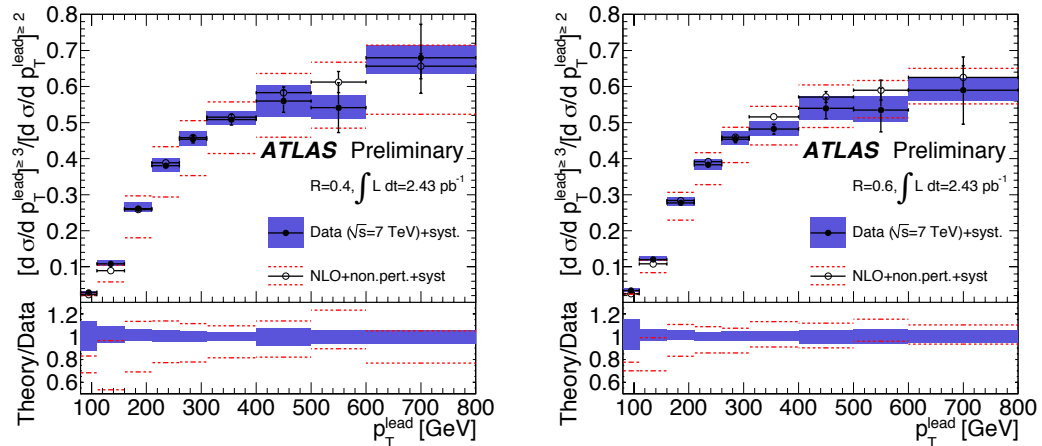 [d σ/d p_T^lead]^≥3/[d σ/d p_T^lead]^≥2
0.8
0.7
0.6
0.5
0.4
0.3
0.2
0.1
ATLAS Preliminary
R=0.4, ∫ L dt=2.43 pb⁻¹
Data (√s=7 TeV)+syst.
NLO+non.pert.+syst
Theory/Data
1.2
1
0.8
0.6
100 200 300 400 500 600 700 800
p_T^lead [GeV]
[d σ/d p_T^lead]^≥3/[d σ/d p_T^lead]^≥2
0.8
0.7
0.6
0.5
0.4
0.3
0.2
0.1
ATLAS Preliminary
R=0.6, ∫ L dt=2.43 pb⁻¹
Data (√s=7 TeV)+syst.
NLO+non.pert.+syst
Theory/Data
1.2
1
0.8
0.6
100 200 300 400 500 600 700 800
p_T^lead [GeV]